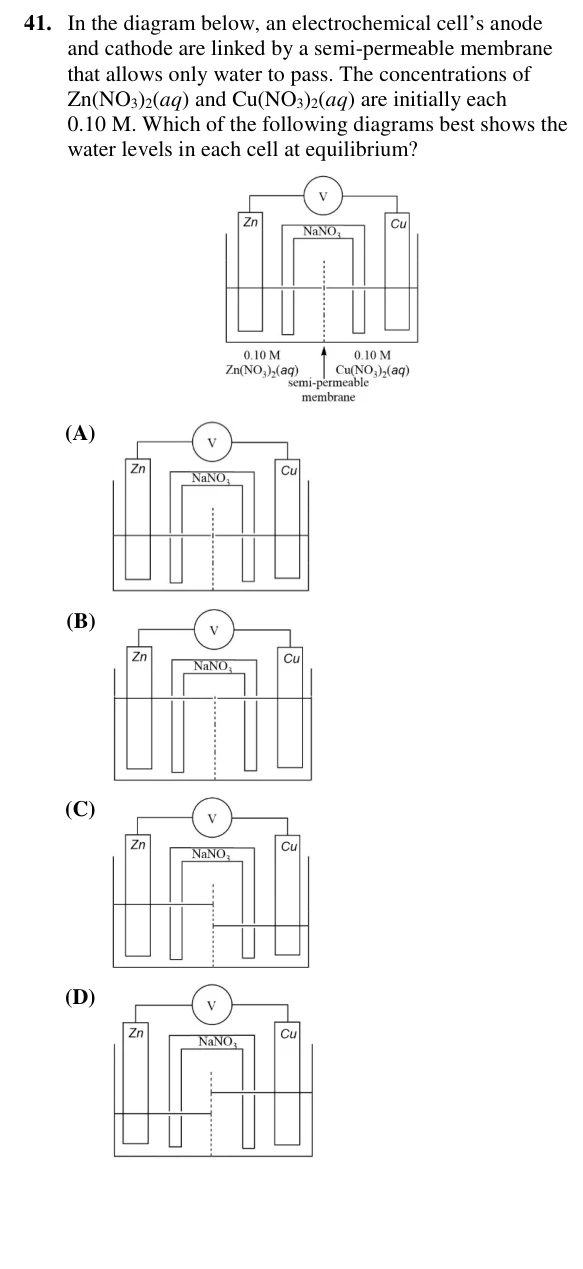 41. In the diagram below, an electrochemical cell's anode
and cathode are linked by a semi-permeable membrane
that allows only water to pass. The concentrations of
Zn(NO3)2(aq) and Cu(NO3)2(aq) are initially each
0.10 M. Which of the following diagrams best shows the
water levels in each cell at equilibrium?
V
Zn
Cu
NaNO3
0.10 M
0.10 M
Zn(NO3)2(aq)
Cu(NO3)2(aq)
semi-permeable
membrane
(A)
V
Zn
Cu
NaNO3
(B)
V
Zn
Cu
NaNO3
(C)
V
Zn
Cu
NaNO3
(D)
V
Zn
Cu
NaNO3